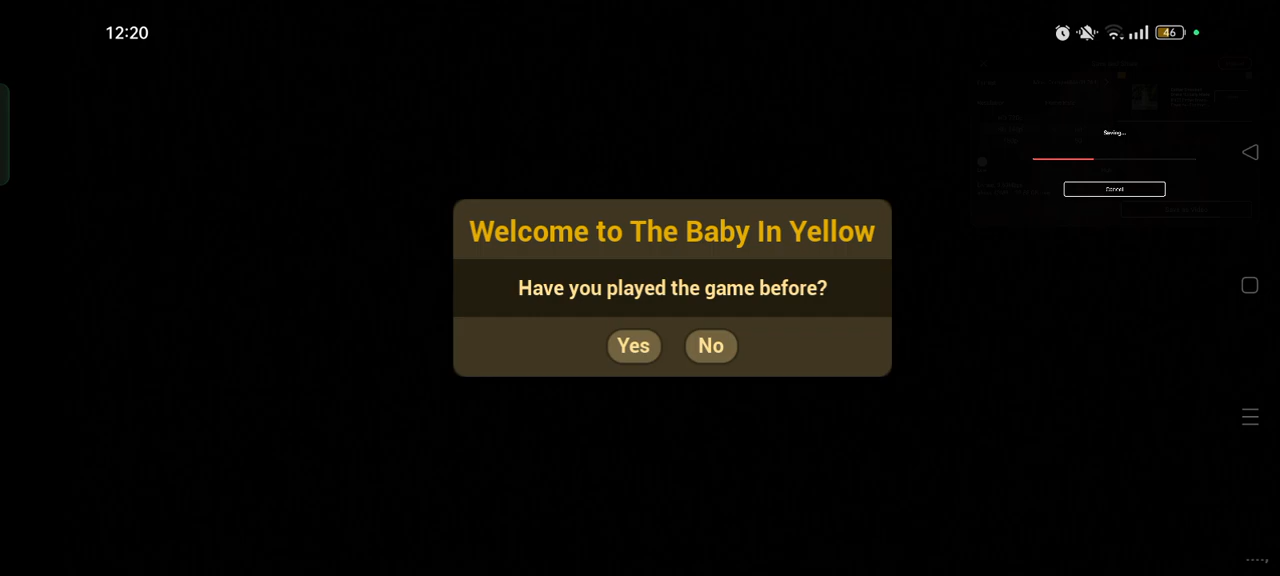 12:20
46
Saving...
Cancel
Welcome to The Baby In Yellow
Have you played the game before?
Yes No